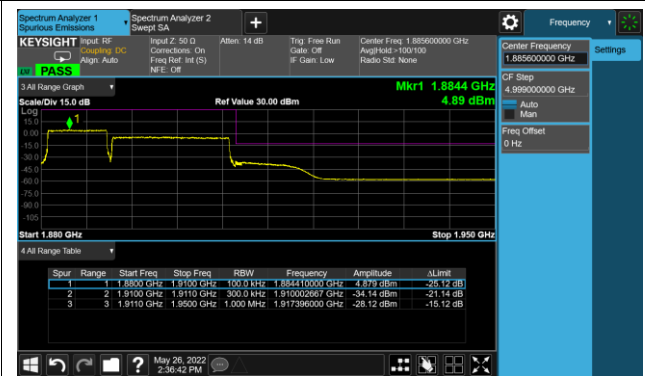 Spectrum Analyzer 1
Spurious Emissions
Spectrum Analyzer 2
Swept SA
+
Frequency
KEYSIGHT
Input: RF
Coupling: DC
Align: Auto
Input Z: 50 Ω
Corrections: On
Freq Ref: Int (S)
NFE: Off
Atten: 14 dB
Trig: Free Run
Gate: Off
IF Gain: Low
Center Freq: 1.885600000 GHz
Avg|Hold:>100/100
Radio Std: None
PASS
Center Frequency
1.885600000 GHz
Settings
CF Step
4.999000000 GHz
Auto
Man
Freq Offset
0 Hz
3 All Range Graph
Mkr1 1.8844 GHz
4.89 dBm
Scale/Div 15.0 dB
Ref Value 30.00 dBm
Log
15.0
0.00
-15.0
-30.0
-45.0
-60.0
-75.0
-90.0
-105
1
Start 1.880 GHz
Stop 1.950 GHz
4 All Range Table
Spur Range Start Freq Stop Freq RBW Frequency Amplitude ΔLimit
1 1 1.8800 GHz 1.9100 GHz 100.0 kHz 1.884410000 GHz 4.879 dBm -25.12 dB
2 2 1.9100 GHz 1.9110 GHz 300.0 kHz 1.910002667 GHz -34.14 dBm -21.14 dB
3 3 1.9110 GHz 1.9500 GHz 1.000 MHz 1.917396000 GHz -28.12 dBm -15.12 dB
?
May 26, 2022
2:36:42 PM